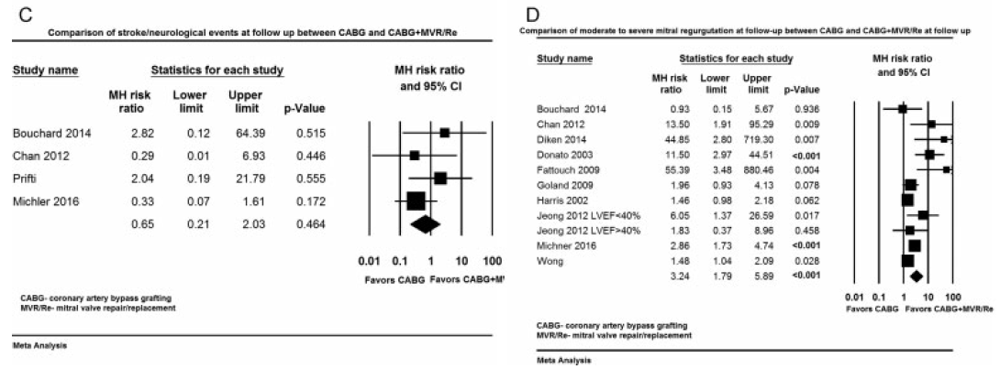 C
Comparison of stroke/neurological events at follow up between CABG and CABG+MVR/Re
Study name Statistics for each study MH risk ratio and 95% CI
MH risk ratio Lower limit Upper limit p-Value
Bouchard 2014 2.82 0.12 64.39 0.515
Chan 2012 0.29 0.01 6.93 0.446
Prifti 2.04 0.19 21.79 0.555
Michler 2016 0.33 0.07 1.61 0.172
0.65 0.21 2.03 0.464
0.01 0.1 1 10 100
Favors CABG Favors CABG+MV
CABG- coronary artery bypass grafting
MVR/Re- mitral valve repair/replacement
Meta Analysis
D
Comparison of moderate to severe mitral regurgutation at follow-up between CABG and CABG+MVR/Re at follow up
Study name Statistics for each study MH risk ratio and 95% CI
MH risk ratio Lower limit Upper limit p-Value
Bouchard 2014 0.93 0.15 5.67 0.936
Chan 2012 13.50 1.91 95.29 0.009
Diken 2014 44.85 2.80 719.30 0.007
Donato 2003 11.50 2.97 44.51 <0.001
Fattouch 2009 55.39 3.48 880.46 0.004
Goland 2009 1.96 0.93 4.13 0.078
Harris 2002 1.46 0.98 2.18 0.062
Jeong 2012 LVEF<40% 6.05 1.37 26.59 0.017
Jeong 2012 LVEF>40% 1.83 0.37 8.96 0.458
Michner 2016 2.86 1.73 4.74 <0.001
Wong 1.48 1.04 2.09 0.028
3.24 1.79 5.89 <0.001
0.01 0.1 1 10 100
Favors CABG Favors CABG+MVR/Re
CABG- coronary artery bypass grafting
MVR/Re- mitral valve repair/replacement
Meta Analysis